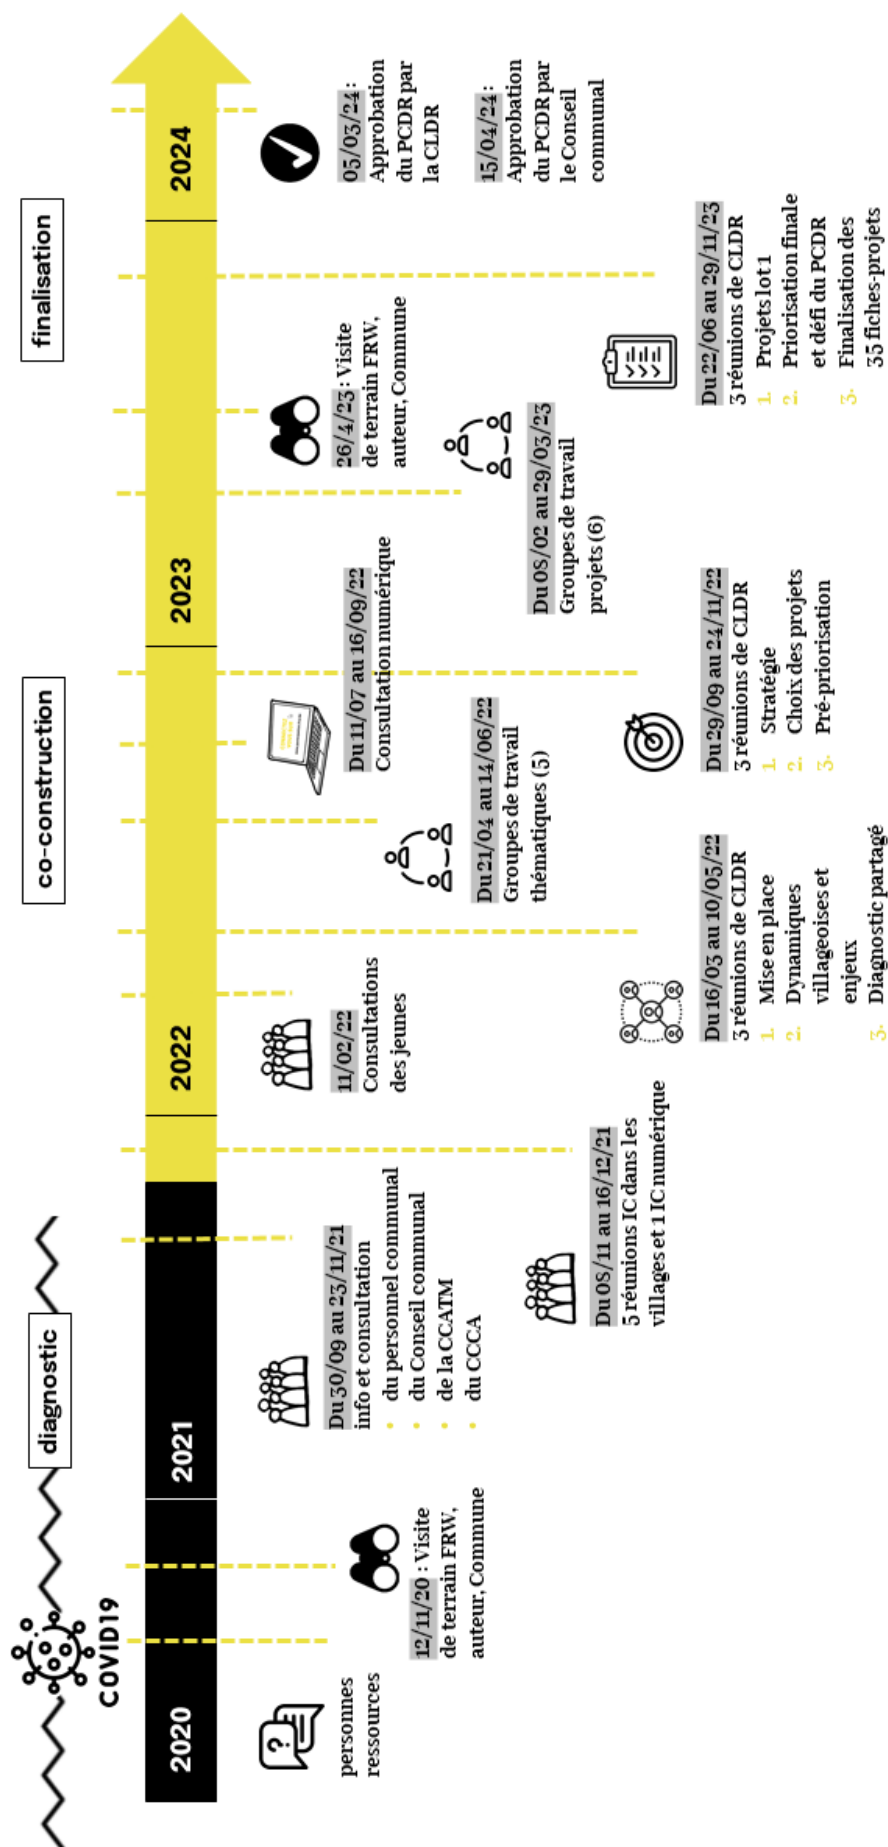 COVID19
diagnostic
co-construction
finalisation
2020
2021
2022
2023
2024
personnes
ressources
12/11/20 : Visite
de terrain FRW,
auteur, Commune
Du 30/09 au 23/11/21
info et consultation
• du personnel communal
• du Conseil communal
• de la CCATM
• du CCCA
Du 08/11 au 16/12/21
5 réunions IC dans les
villages et 1 IC numérique
11/02/22
Consultations
des jeunes
Du 16/03 au 10/05/22
3 réunions de CLDR
1. Mise en place
2. Dynamiques
villageoises et
enjeux
3. Diagnostic partagé
Du 21/04 au 14/06/22
Groupes de travail
thématiques (5)
Du 11/07 au 16/09/22
Consultation numérique
Du 29/09 au 24/11/22
3 réunions de CLDR
1. Stratégie
2. Choix des projets
3. Pré-priorisation
Du 08/02 au 29/03/23
Groupes de travail
projets (6)
26/4/23 : Visite
de terrain FRW,
auteur, Commune
Du 22/06 au 29/11/23
3 réunions de CLDR
1. Projets lot 1
2. Priorisation finale
et défi du PCDR
3. Finalisation des
35 fiches-projets
05/03/24 :
Approbation
du PCDR par
la CLDR
15/04/24 :
Approbation
du PCDR par
le Conseil
communal